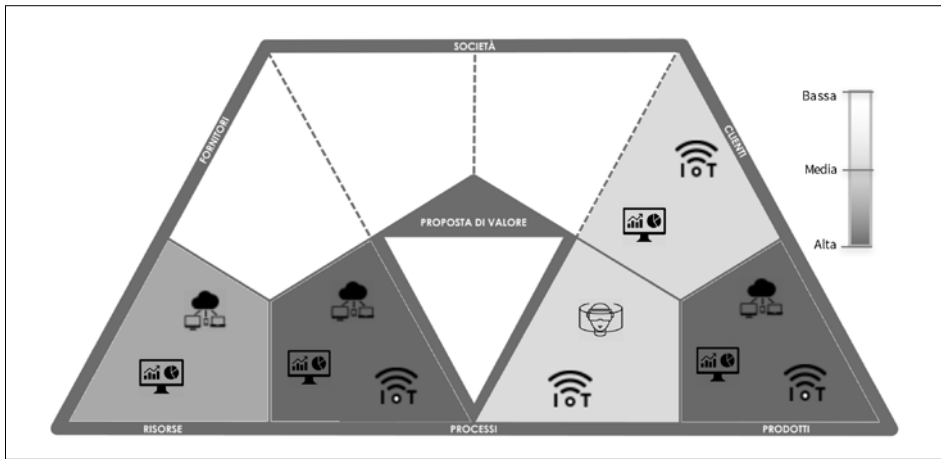 SOCIETÀ
Bassa
FORNITORI
CLIENTI
IoT
Media
PROPOSTA DI VALORE
Alta
IoT
IoT
IoT
RISORSE
PROCESSI
PRODOTTI